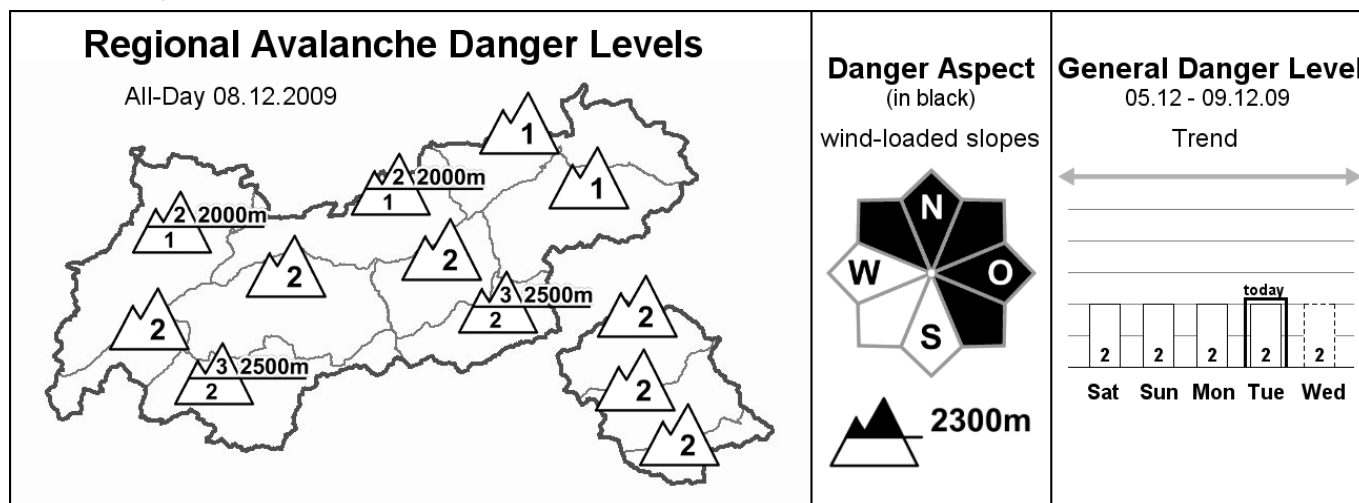 Regional Avalanche Danger Levels
All-Day 08.12.2009
1
1
2 2000m
1
2 2000m
1
2
2
2
3 2500m
2
3 2500m
2
2
2
2
Danger Aspect
(in black)
wind-loaded slopes
N
W
O
S
2300m
General Danger Level
05.12 - 09.12.09
Trend
today
2 2 2 2 2
Sat Sun Mon Tue Wed